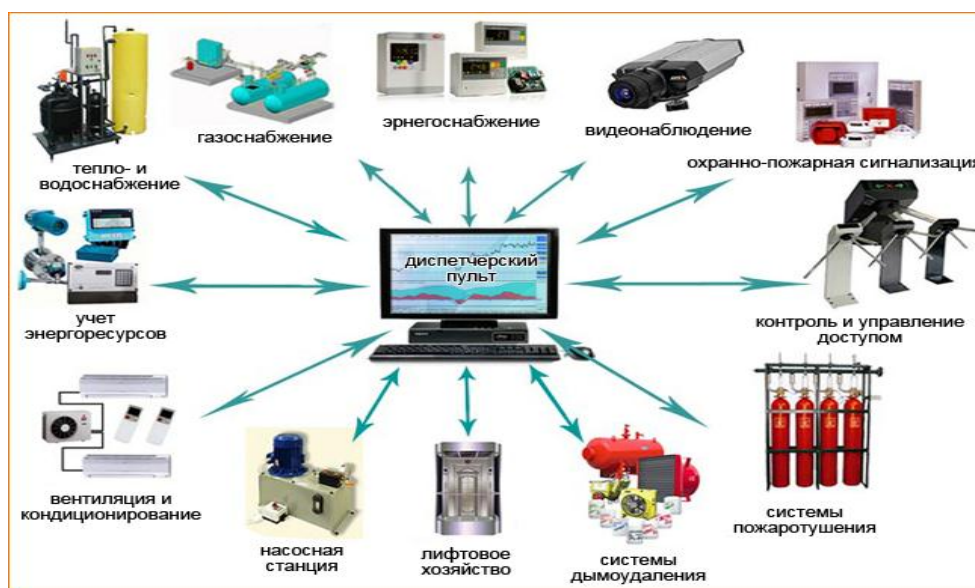 газоснабжение
эрнегоснабжение
видеонаблюдение
охранно-пожарная сигнализация
тепло- и
водоснабжение
диспетчерский
пульт
учет
энергоресурсов
контроль и управление
доступом
вентиляция и
кондиционирование
насосная
станция
лифтовое
хозяйство
системы
дымоудаления
системы
пожаротушения